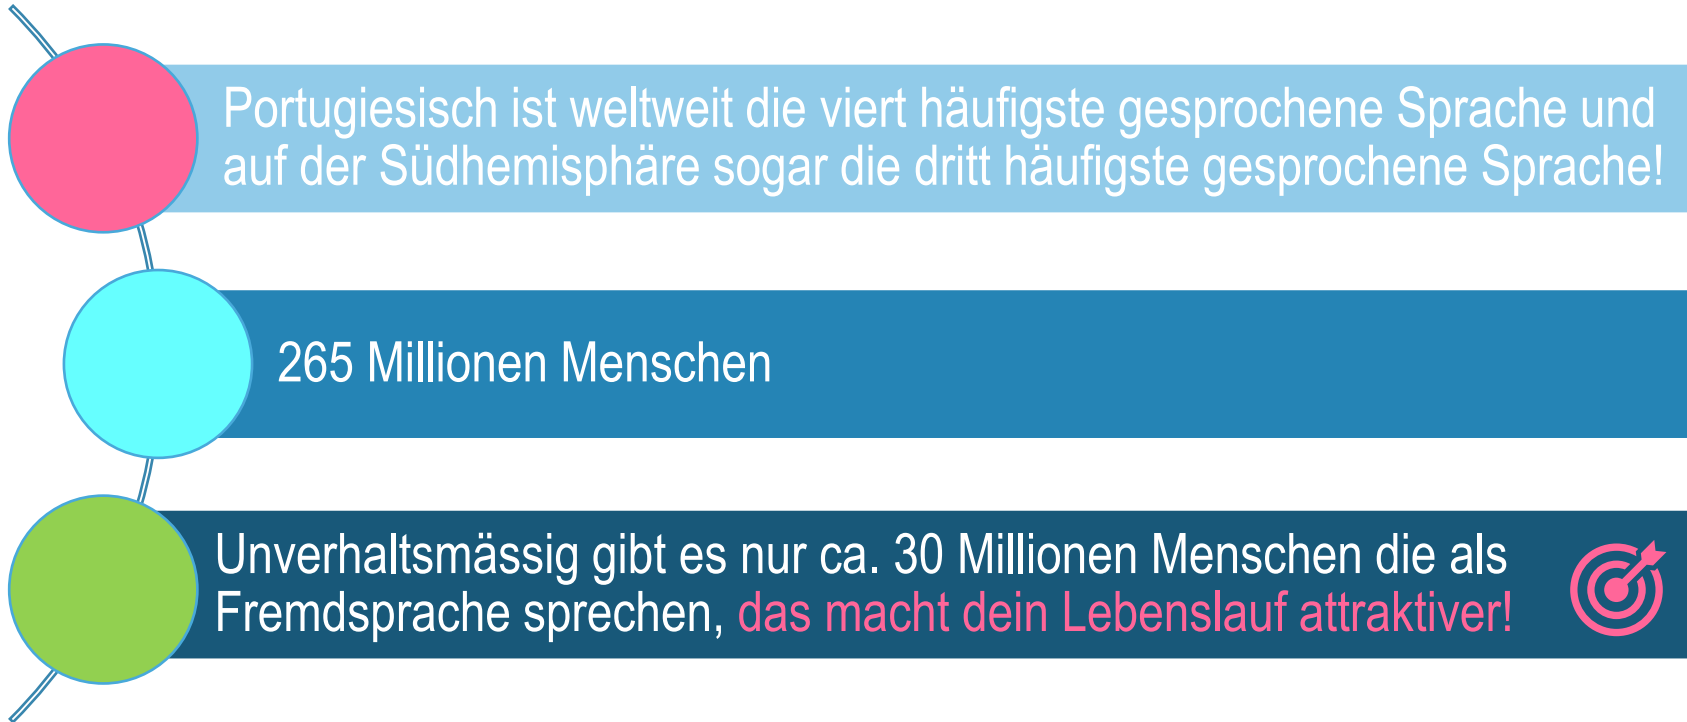 Portugiesisch ist weltweit die viert häufigste gesprochene Sprache und
auf der Südhemisphäre sogar die dritt häufigste gesprochene Sprache!
265 Millionen Menschen
Unverhaltsmässig gibt es nur ca. 30 Millionen Menschen die als
Fremdsprache sprechen, das macht dein Lebenslauf attraktiver!